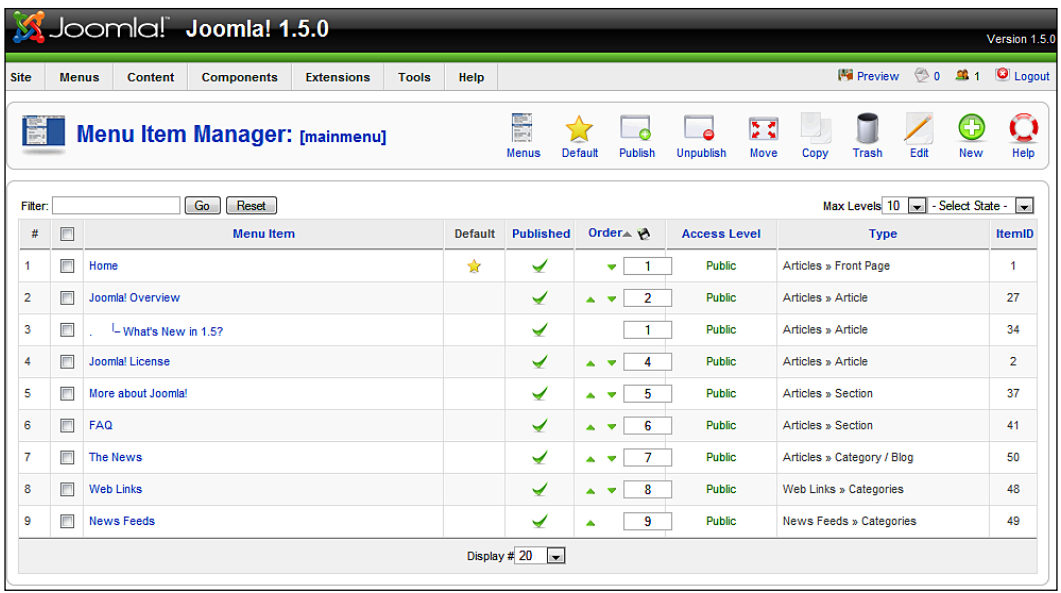 Joomla! Joomla! 1.5.0
Version 1.5.0
Site Menus Content Components Extensions Tools Help Preview 0 1 Logout
Menu Item Manager: [mainmenu] Menus Default Publish Unpublish Move Copy Trash Edit New Help
Filter: Go Reset Max Levels 10 - Select State -
# Menu Item Default Published Order Access Level Type ItemID
1 Home 1 Public Articles » Front Page 1
2 Joomla! Overview 2 Public Articles » Article 27
3 . What's New in 1.5? 1 Public Articles » Article 34
4 Joomla! License 4 Public Articles » Article 2
5 More about Joomla! 5 Public Articles » Section 37
6 FAQ 6 Public Articles » Section 41
7 The News 7 Public Articles » Category / Blog 50
8 Web Links 8 Public Web Links » Categories 48
9 News Feeds 9 Public News Feeds » Categories 49
Display # 20